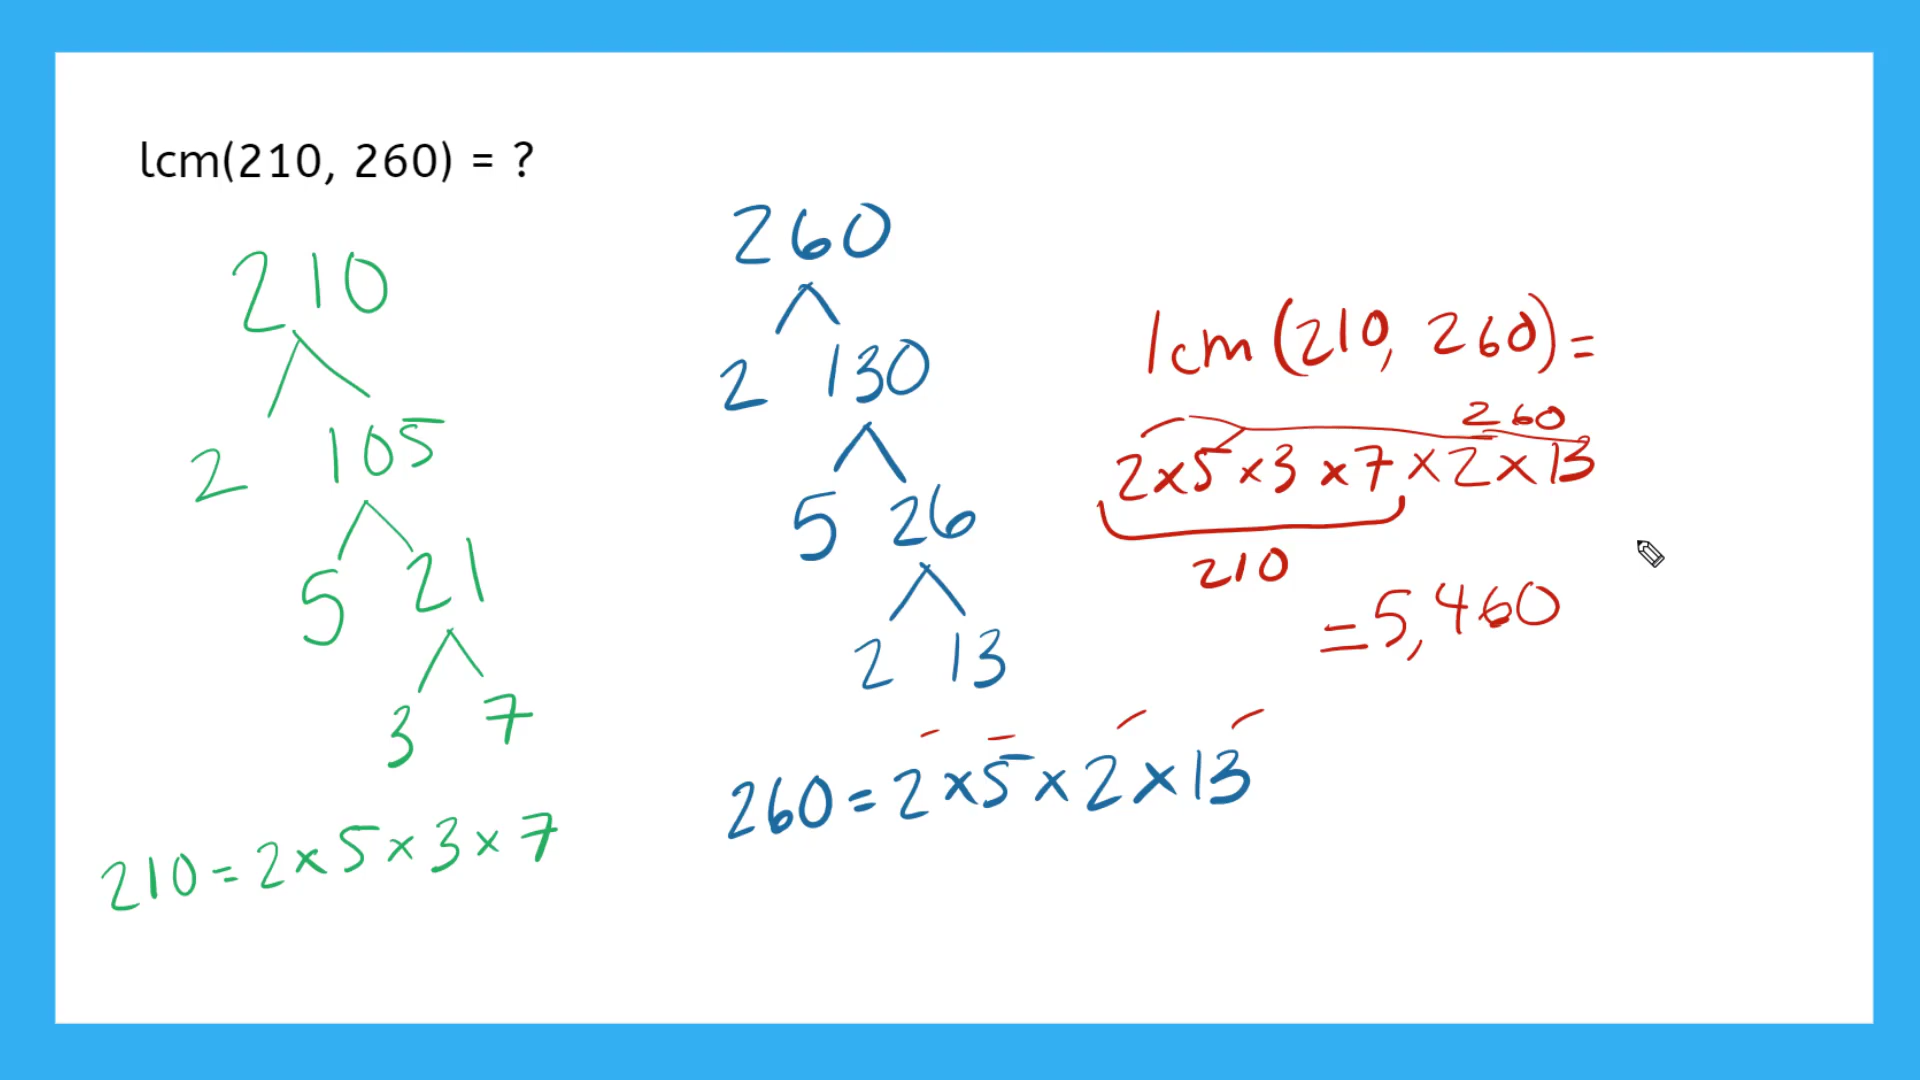 lcm(210, 260) = ?
210
2 105
5 21
3 7
210 = 2 × 5 × 3 × 7
260
2 130
5 26
2 13
260 = 2 × 5 × 2 × 13
lcm (210, 260) =
260
2 × 5 × 3 × 7 × 2 × 13
210
= 5,460